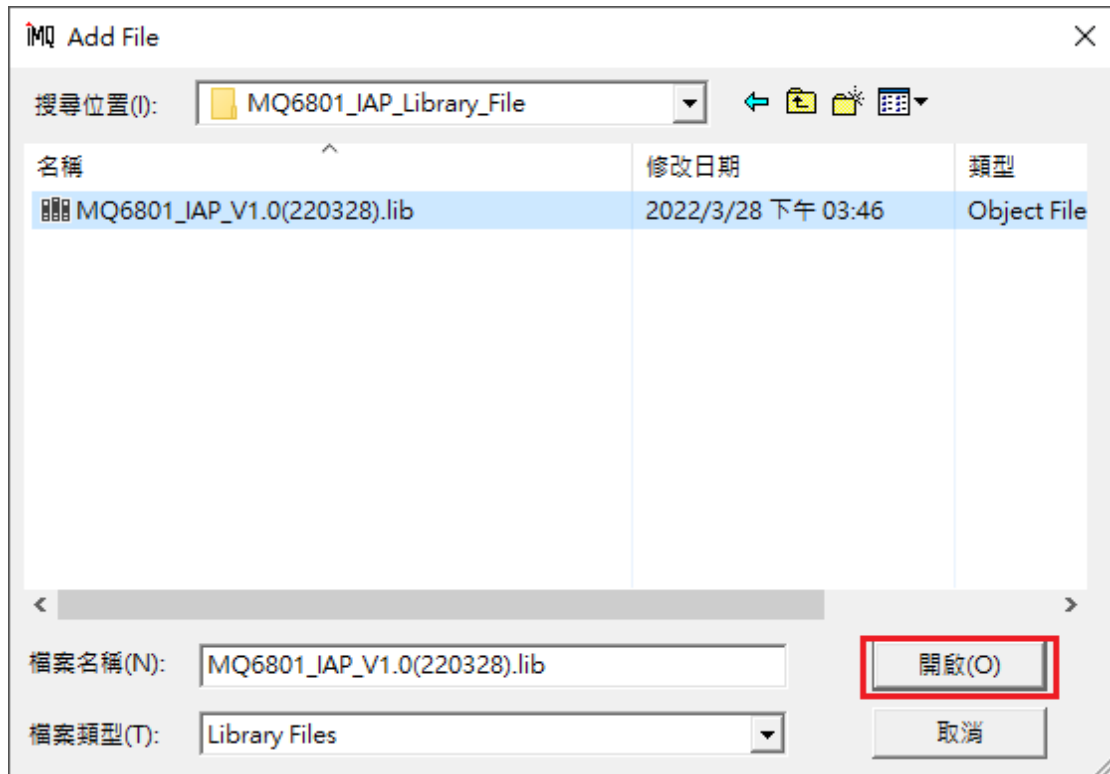 iMQ Add File
搜尋位置(I): MQ6801_IAP_Library_File
名稱 修改日期 類型
MQ6801_IAP_V1.0(220328).lib 2022/3/28 下午 03:46 Object File
檔案名稱(N): MQ6801_IAP_V1.0(220328).lib 開啟(O)
檔案類型(T): Library Files 取消